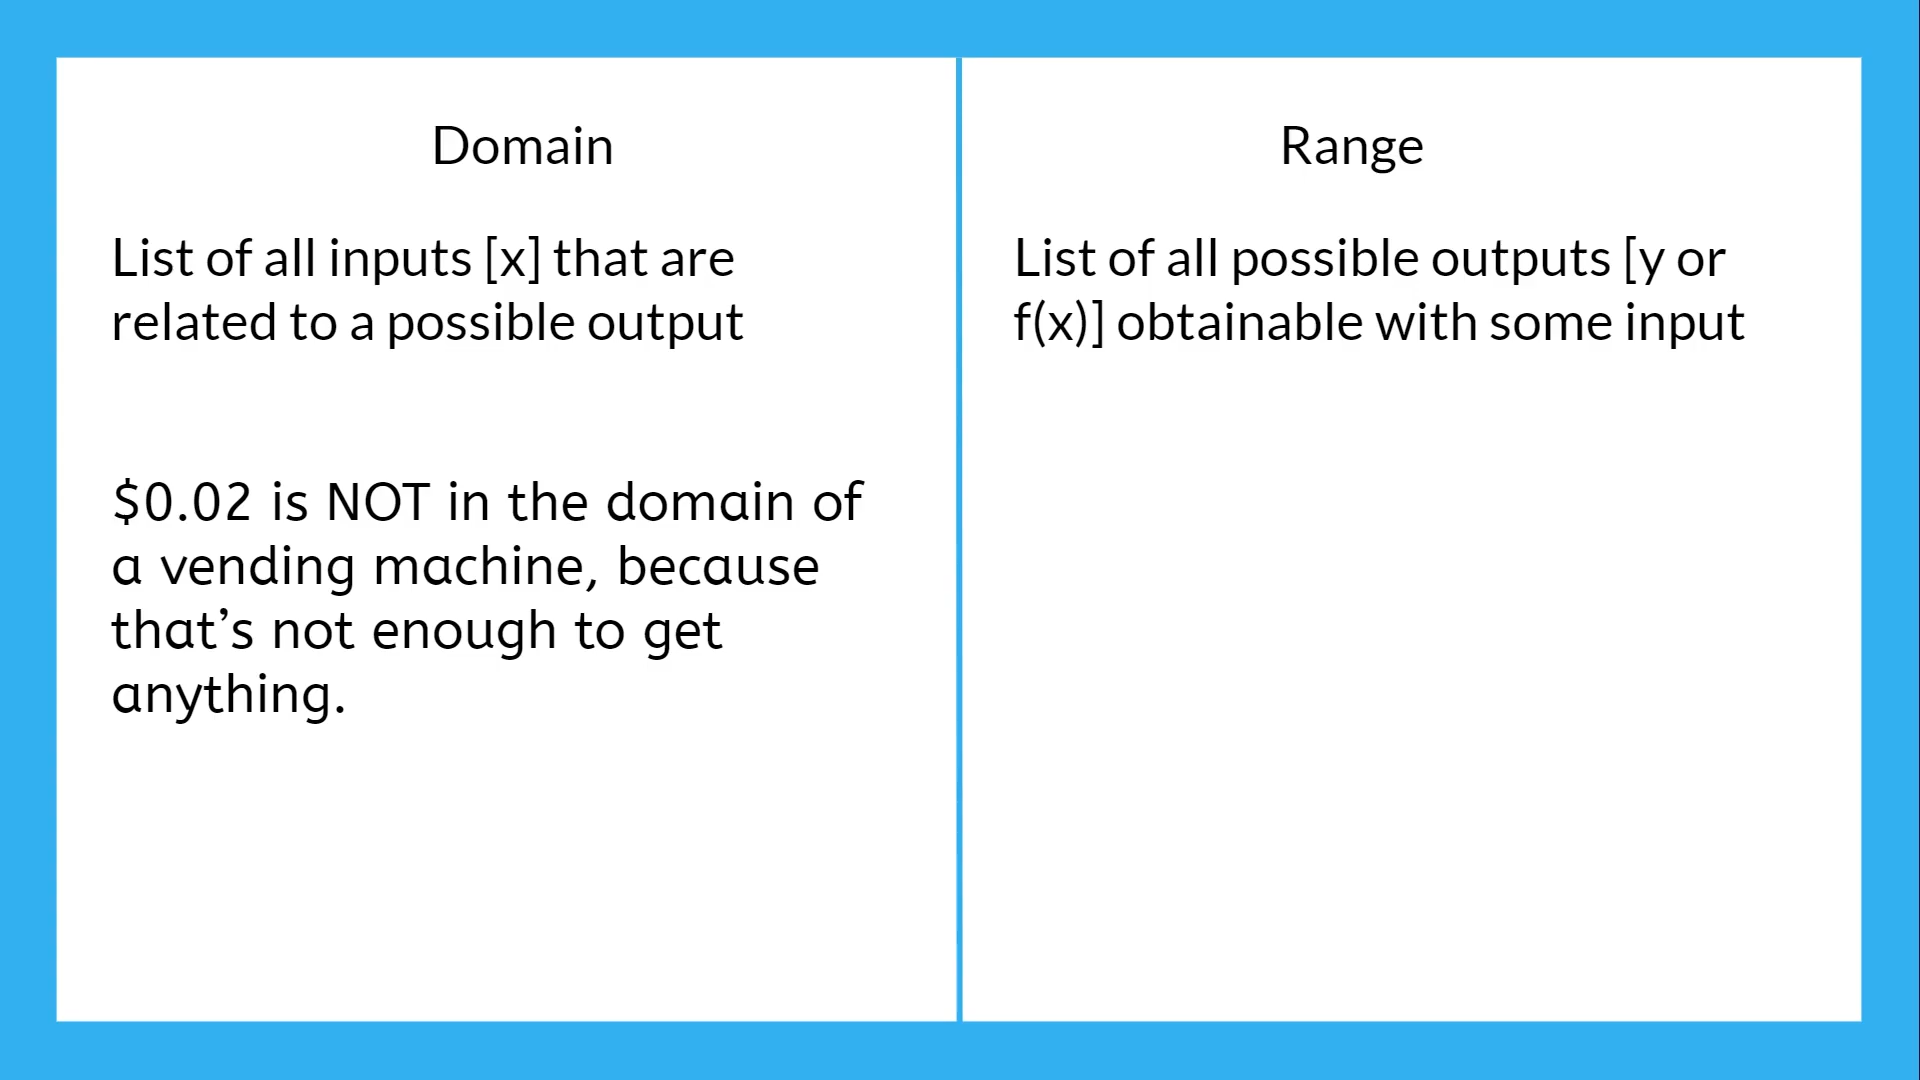 Domain
List of all inputs [x] that are
related to a possible output
$0.02 is NOT in the domain of
a vending machine, because
that’s not enough to get
anything.
Range
List of all possible outputs [y or
f(x)] obtainable with some input